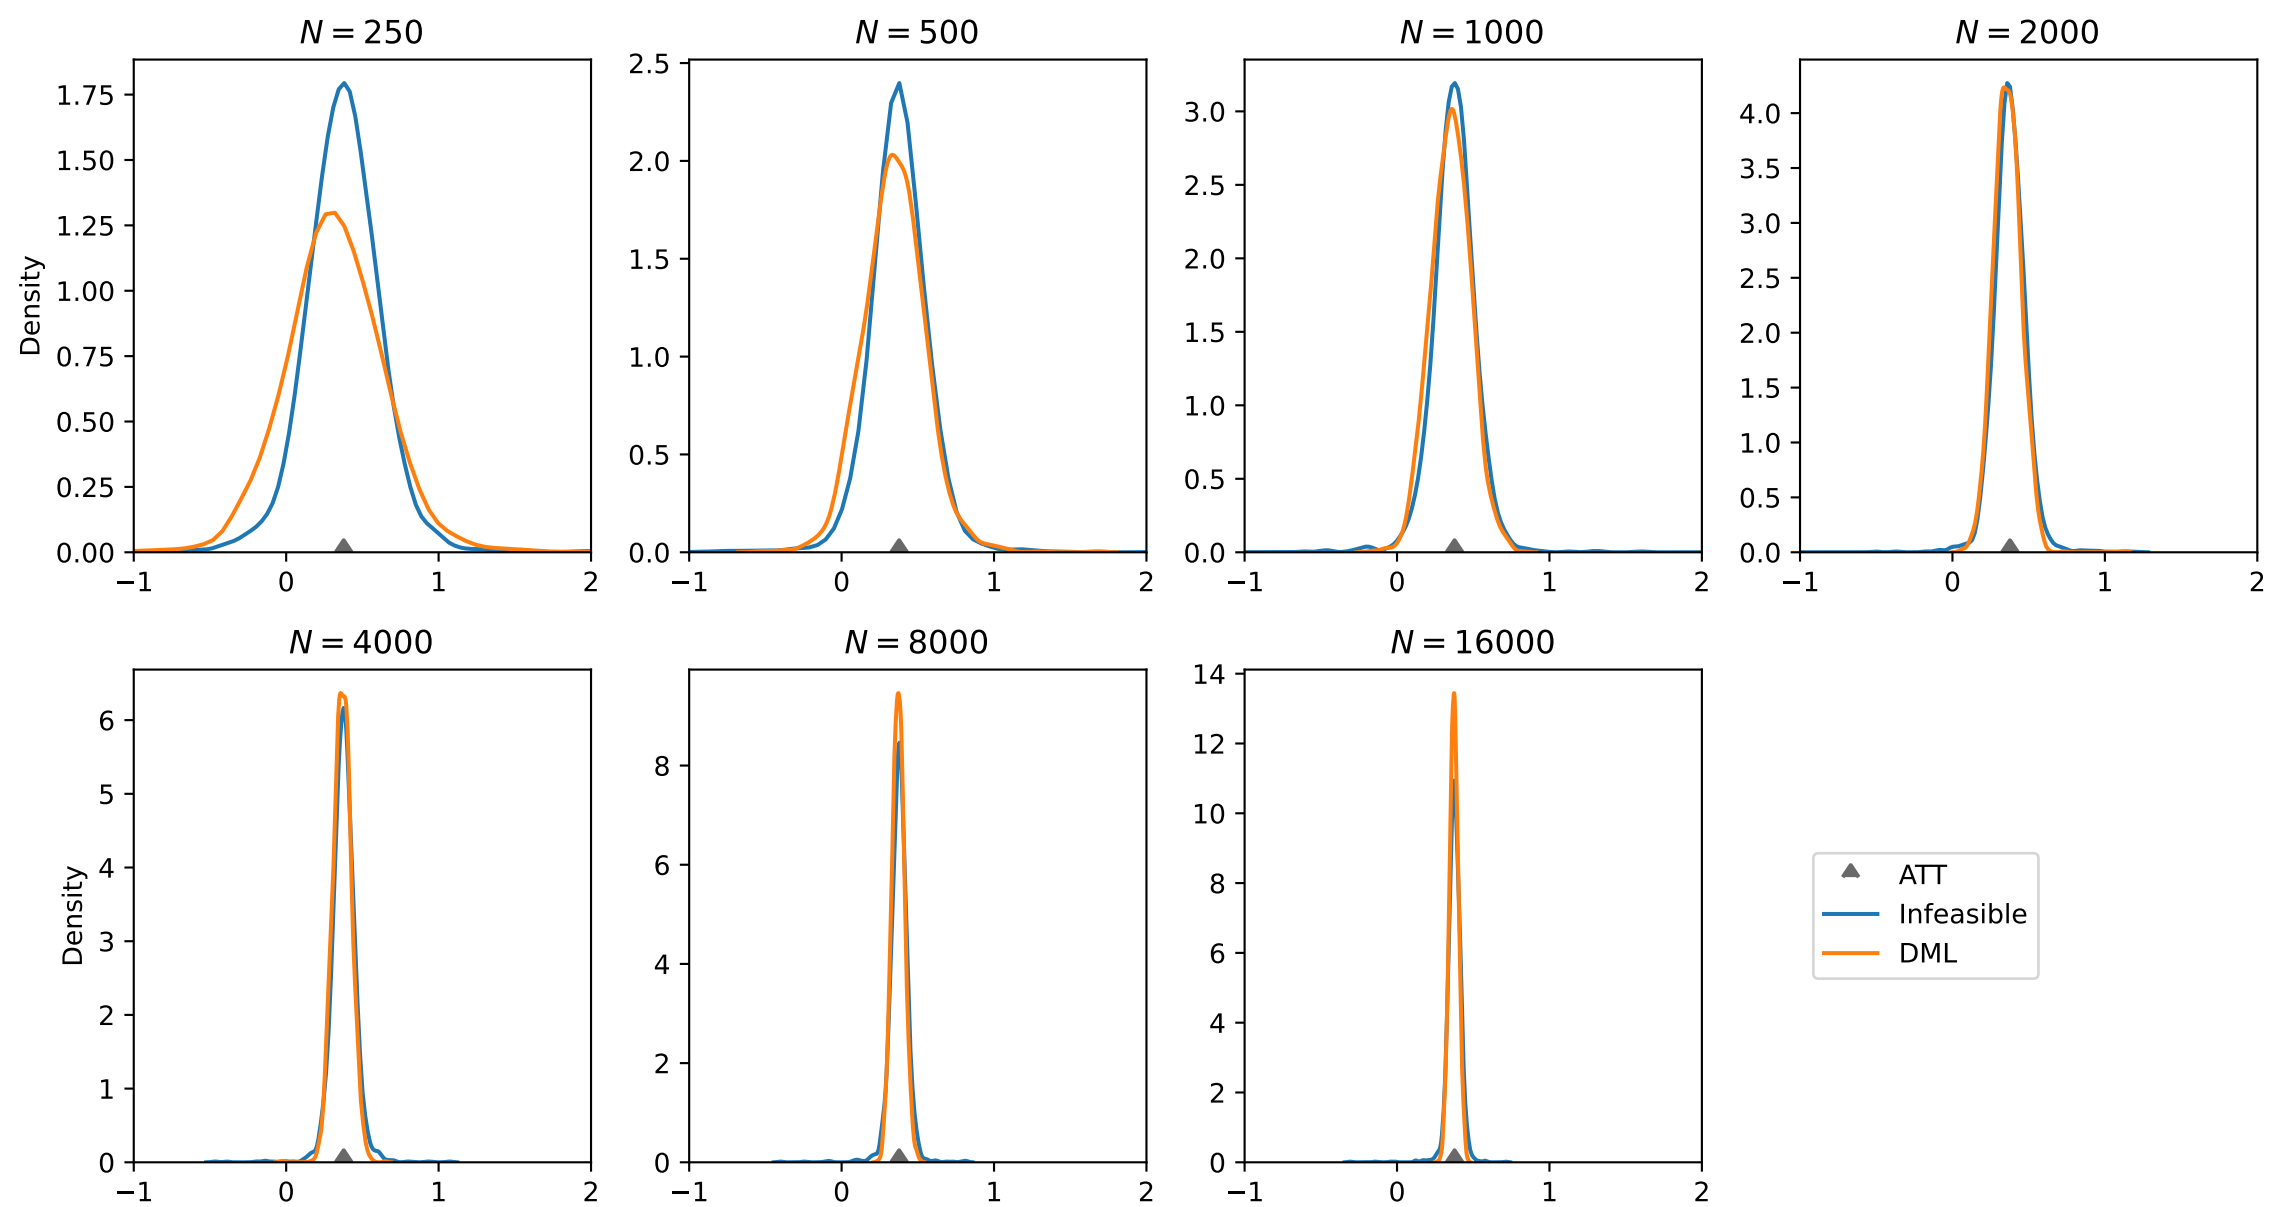 N = 250
N = 500
N = 1000
N = 2000
Density
1.75
1.50
1.25
1.00
0.75
0.50
0.25
0.00
−1 0 1 2
2.5
2.0
1.5
1.0
0.5
0.0
−1 0 1 2
3.0
2.5
2.0
1.5
1.0
0.5
0.0
−1 0 1 2
4.0
3.5
3.0
2.5
2.0
1.5
1.0
0.5
0.0
−1 0 1 2
N = 4000
N = 8000
N = 16000
Density
6
5
4
3
2
1
0
−1 0 1 2
8
6
4
2
0
−1 0 1 2
14
12
10
8
6
4
2
0
−1 0 1 2
ATT
Infeasible
DML